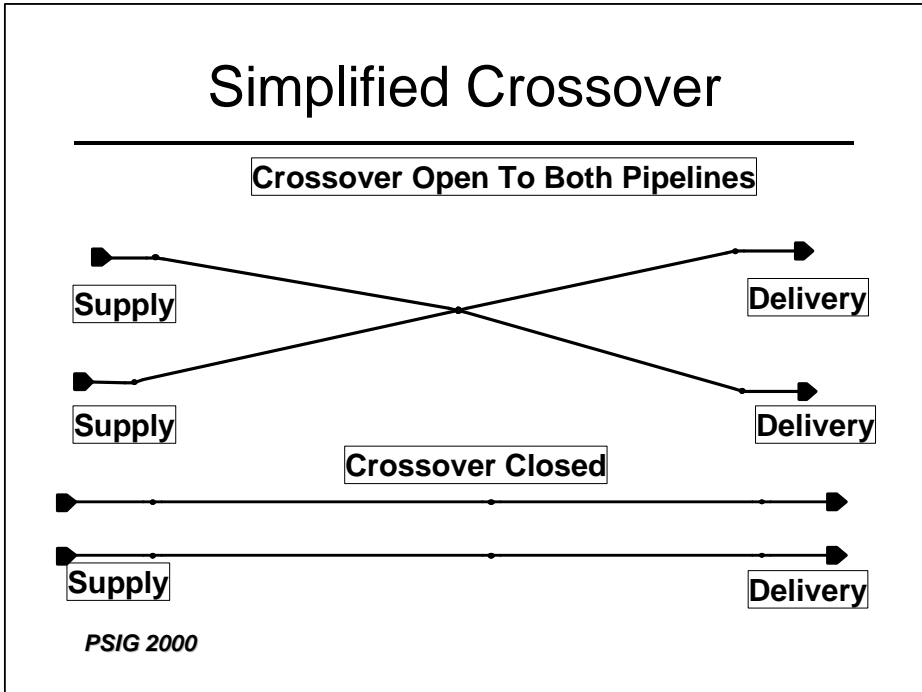 Simplified Crossover
Crossover Open To Both Pipelines
Supply
Delivery
Supply
Delivery
Crossover Closed
Supply
Delivery
PSIG 2000